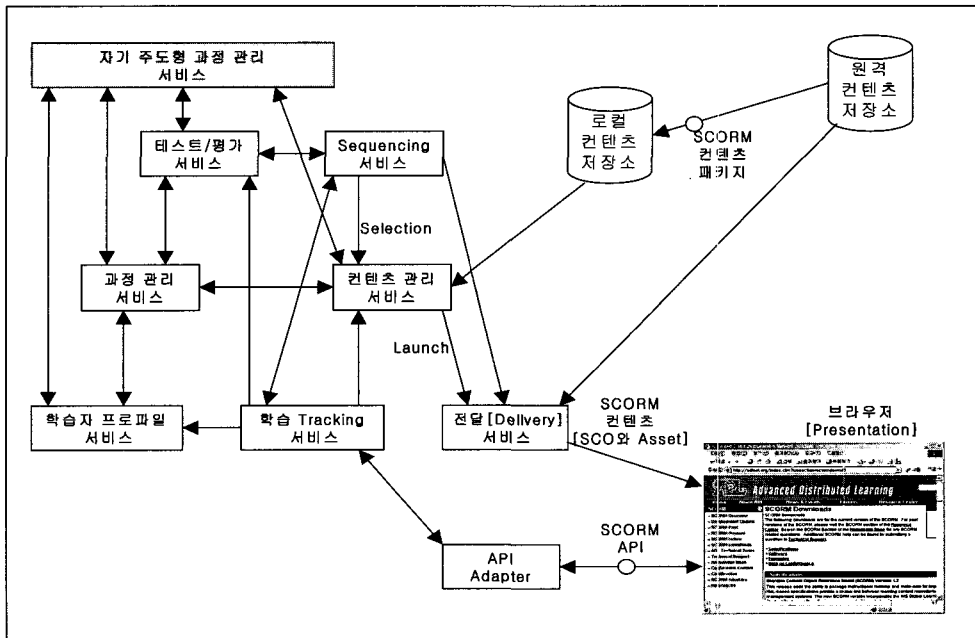 자기 주도형 과정 관리
서비스
원격
컨텐츠
저장소
로컬
컨텐츠
저장소
SCORM
컨텐츠
패키지
테스트/평가
서비스
Sequencing
서비스
Selection
과정 관리
서비스
컨텐츠 관리
서비스
Launch
학습자 프로파일
서비스
학습 Tracking
서비스
전달[Delivery]
서비스
SCORM
컨텐츠
[SCO와 Asset]
브라우저
[Presentation]
Advanced Distributed Learning
SCORM Downloads
API
Adapter
SCORM
API